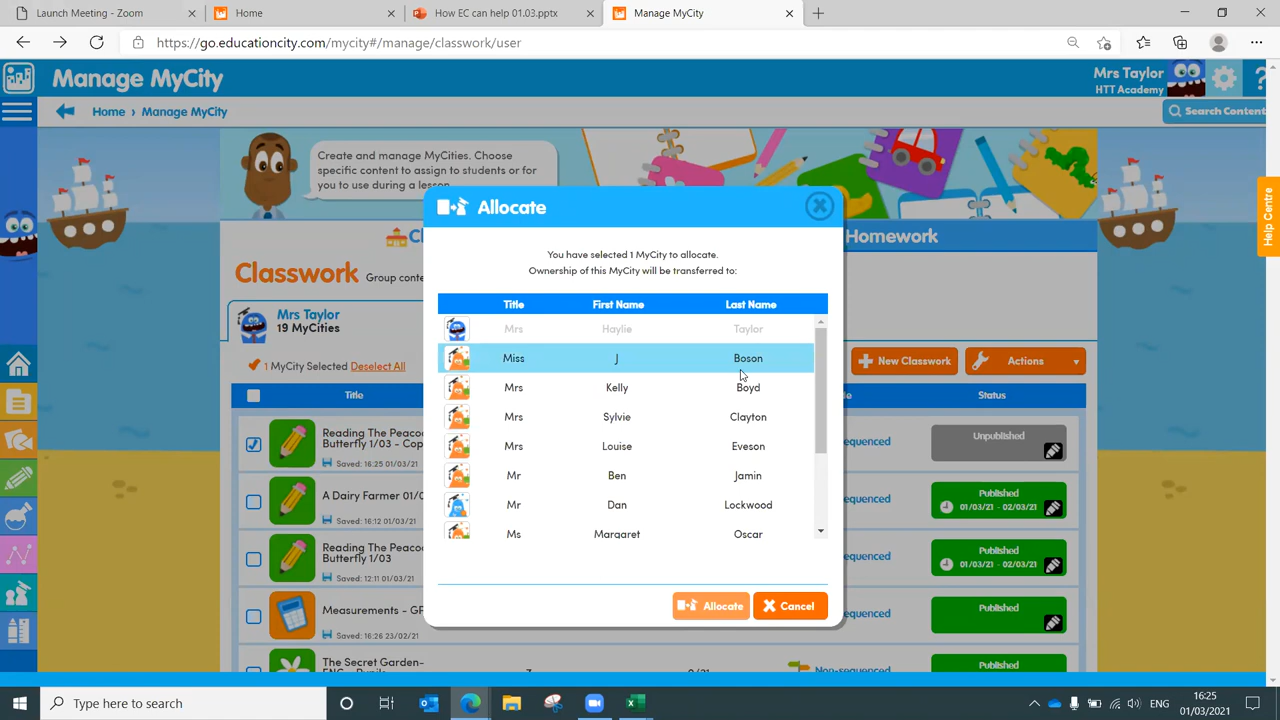 Launch Meeting - Zoom
Home
How EC can help 01.03.pptx
Manage MyCity
https://go.educationcity.com/mycity#/manage/classwork/user
Manage MyCity
Mrs Taylor
HTT Academy
Home › Manage MyCity
Search Content
Create and manage MyCities. Choose
specific content to assign to students or for
you to use during a lesson.
Help Centre
Allocate
Homework
You have selected 1 MyCity to allocate.
Ownership of this MyCity will be transferred to:
Classwork Group conte
Title First Name Last Name
Mrs Haylie Taylor
Miss J Boson
Mrs Kelly Boyd
Mrs Sylvie Clayton
Mrs Louise Eveson
Mr Ben Jamin
Mr Dan Lockwood
Ms Margaret Oscar
Allocate
Cancel
Mrs Taylor
19 MyCities
1 MyCity Selected Deselect All
New Classwork
Actions
Title
Status
Reading The Peaco
Butterfly 1/03 - Cop
Saved: 16:25 01/03/21
equenced
Unpublished
A Dairy Farmer 01/0
Saved: 16:12 01/03/21
equenced
Published
01/03/21 - 02/03/21
Reading The Peaco
Butterfly 1/03
Saved: 12:11 01/03/21
equenced
Published
01/03/21 - 02/03/21
Measurements - GP
Saved: 16:26 23/02/21
equenced
Published
The Secret Garden-
Non-sequenced
Published
Type here to search
ENG
16:25
01/03/2021